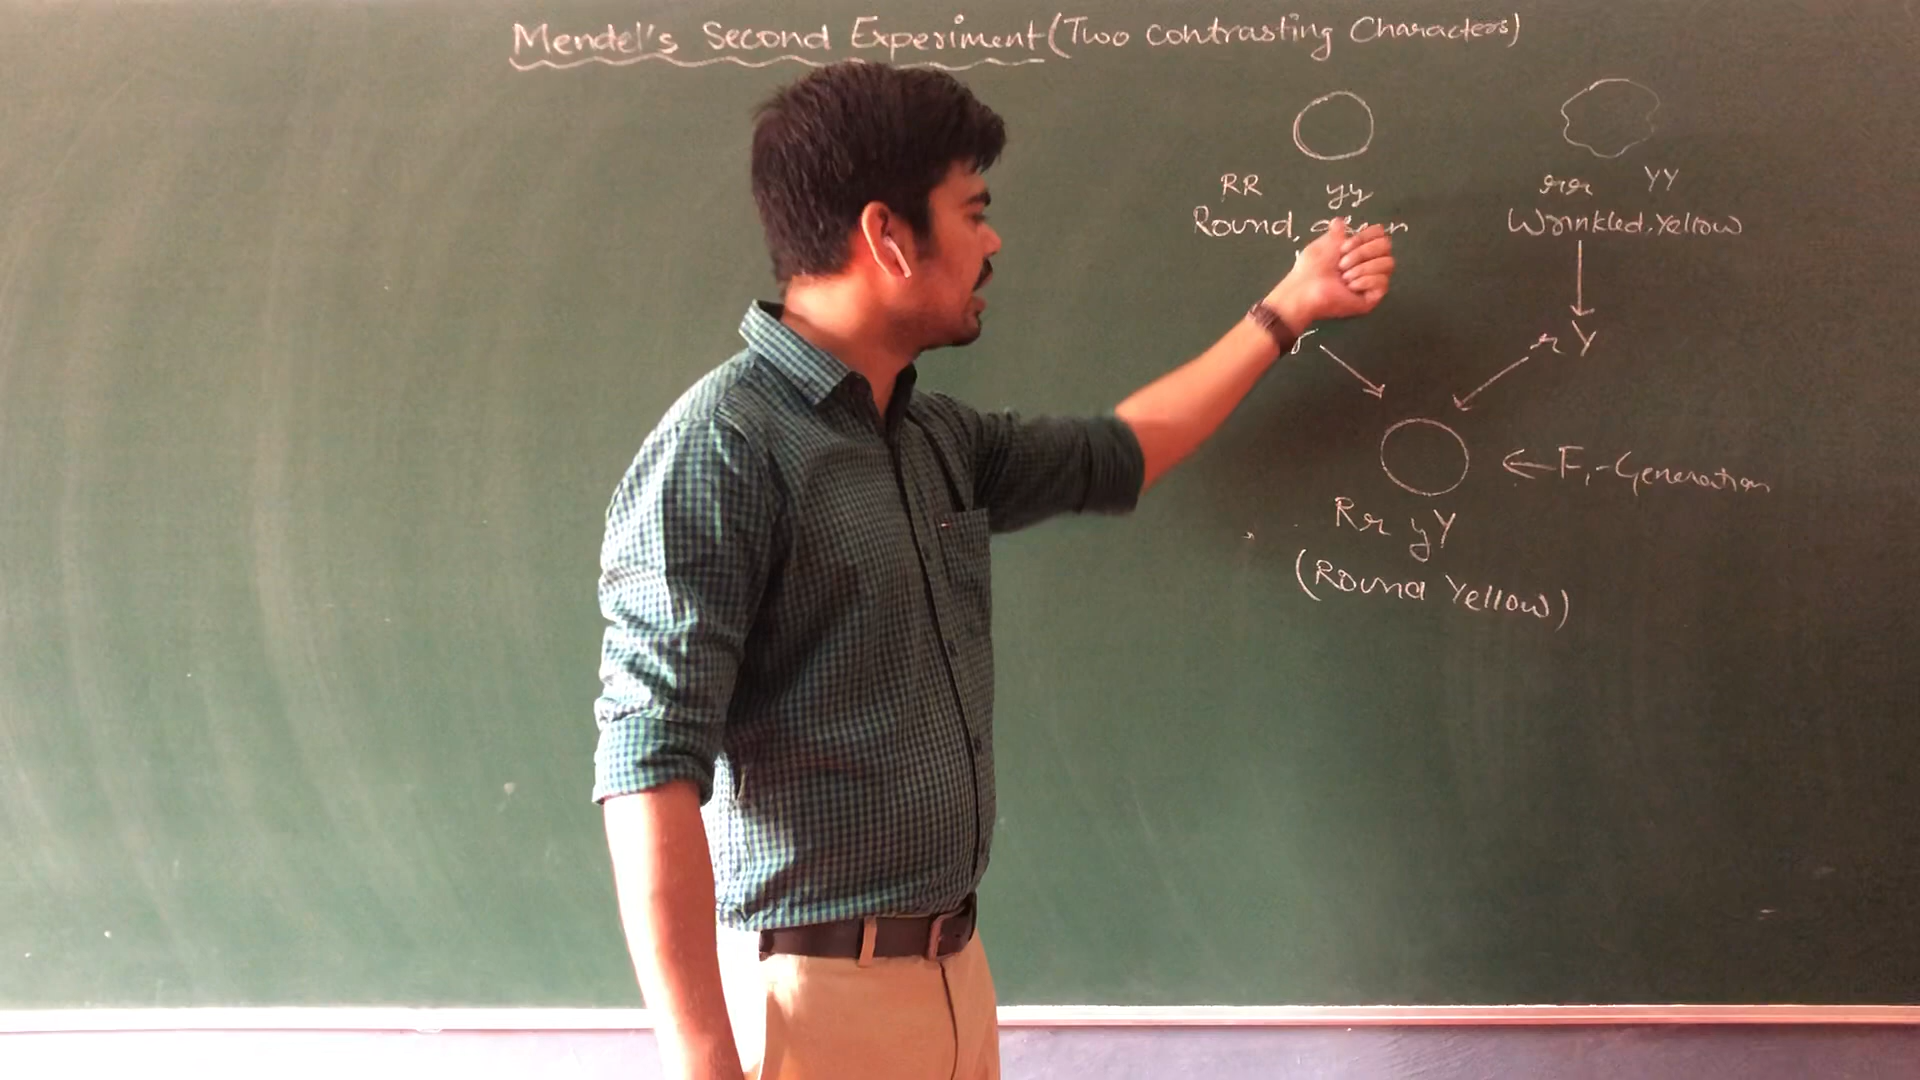 Mendel's Second Experiment (Two contrasting Characters)
RR yy rr YY
Round, Wrinkled, Yellow
r Y
← F1-Generation
Rr yY
(Round Yellow)